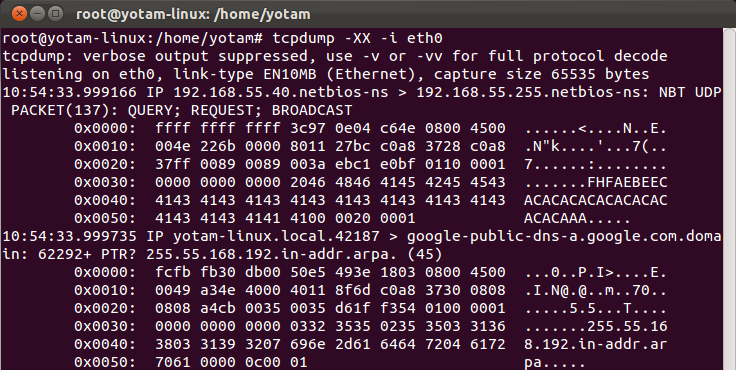 root@yotam-linux: /home/yotam
root@yotam-linux:/home/yotam# tcpdump -XX -i eth0
tcpdump: verbose output suppressed, use -v or -vv for full protocol decode
listening on eth0, link-type EN10MB (Ethernet), capture size 65535 bytes
10:54:33.999166 IP 192.168.55.40.netbios-ns > 192.168.55.255.netbios-ns: NBT UDP
PACKET(137): QUERY; REQUEST; BROADCAST
0x0000:  ffff ffff ffff 3c97 0e04 c64e 0800 4500  ......<....N..E.
0x0010:  004e 226b 0000 8011 27bc c0a8 3728 c0a8  .N"k....'...7(..
0x0020:  37ff 0089 0089 003a ebc1 e0bf 0110 0001  7......:........
0x0030:  0000 0000 0000 2046 4846 4145 4245 4543  .......FHFAEBEEC
0x0040:  4143 4143 4143 4143 4143 4143 4143 4143  ACACACACACACACAC
0x0050:  4143 4143 4141 4100 0020 0001            ACACAAA.....
10:54:33.999735 IP yotam-linux.local.42187 > google-public-dns-a.google.com.doma
in: 62292+ PTR? 255.55.168.192.in-addr.arpa. (45)
0x0000:  fcfb fb30 db00 50e5 493e 1803 0800 4500  ...0..P.I>....E.
0x0010:  0049 a34e 4000 4011 8f6d c0a8 3730 0808  .I.N@.@..m..70..
0x0020:  0808 a4cb 0035 0035 d61f f354 0100 0001  .....5.5...T....
0x0030:  0000 0000 0000 0332 3535 0235 3503 3136  .......255.55.16
0x0040:  3803 3139 3207 696e 2d61 6464 7204 6172  8.192.in-addr.ar
0x0050:  7061 0000 0c00 01                        pa.....